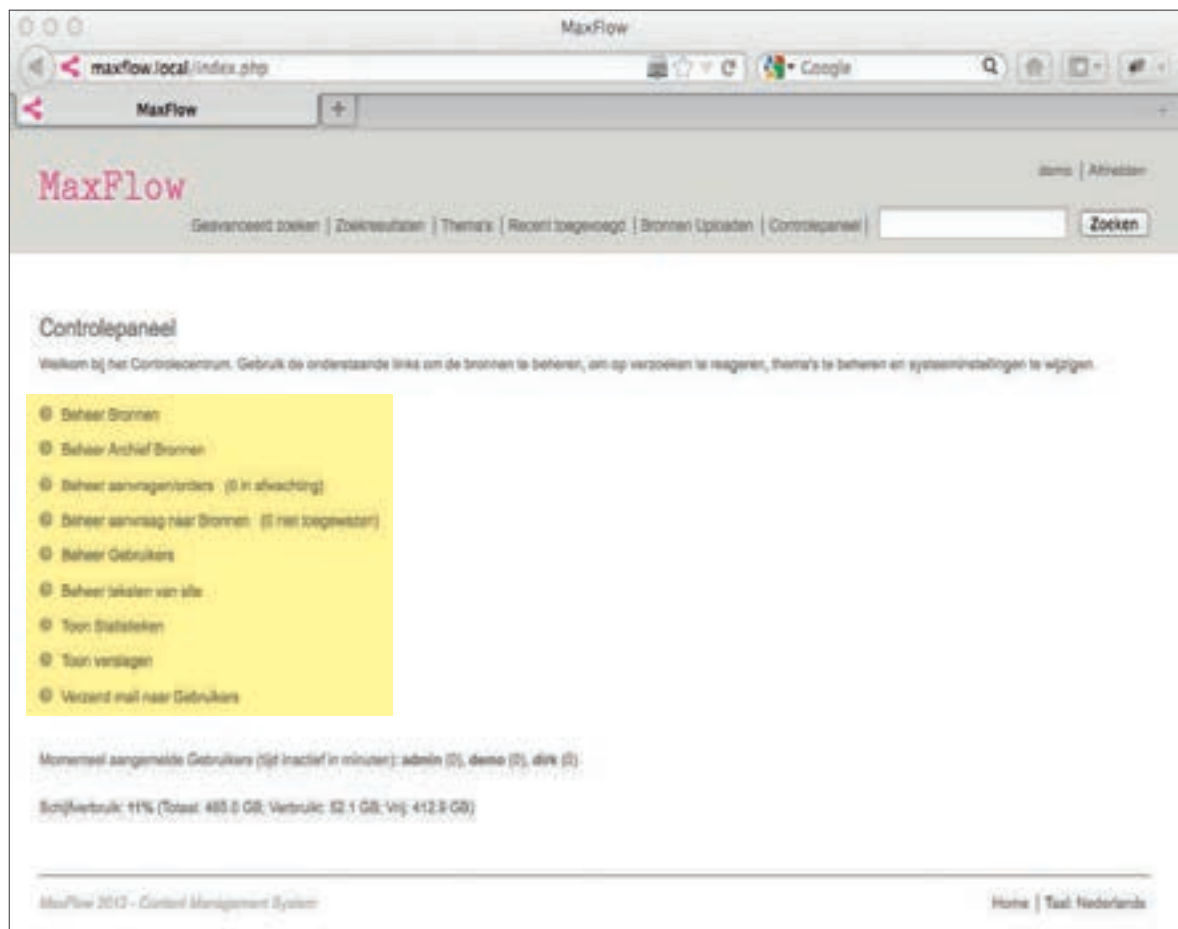 MaxFlow
maxflow.local/index.php
Google
MaxFlow
+
demo | Aftreden
MaxFlow
Geavanceerd zoeken | Zoekresultaten | Thema's | Recent toegevoegd | Bronnen Uploaden | Controlepaneel |
Zoeken
Controlepaneel
Welkom bij het Controlecentrum. Gebruik de onderstaande links om de bronnen te beheren, om op verzoeken te reageren, thema's te beheren en systeeminstellingen te wijzigen.
Beheer Bronnen
Beheer Archief Bronnen
Beheer aanvragen/orders (0 in afwachting)
Beheer aanvraag naar Bronnen (0 niet toegewezen)
Beheer Gebruikers
Beheer teksten van site
Toon Statistieken
Toon verslagen
Verzend mail naar Gebruikers
Momenteel aangemelde Gebruikers (tijd inactief in minuten): admin (0), demo (0), dirk (0)
Schijfverbruik: 11% (Totaal: 465.0 GB; Verbruik: 52.1 GB; Vrij: 412.9 GB)
MaxFlow 2013 - Content Management System
Home | Taal: Nederlands